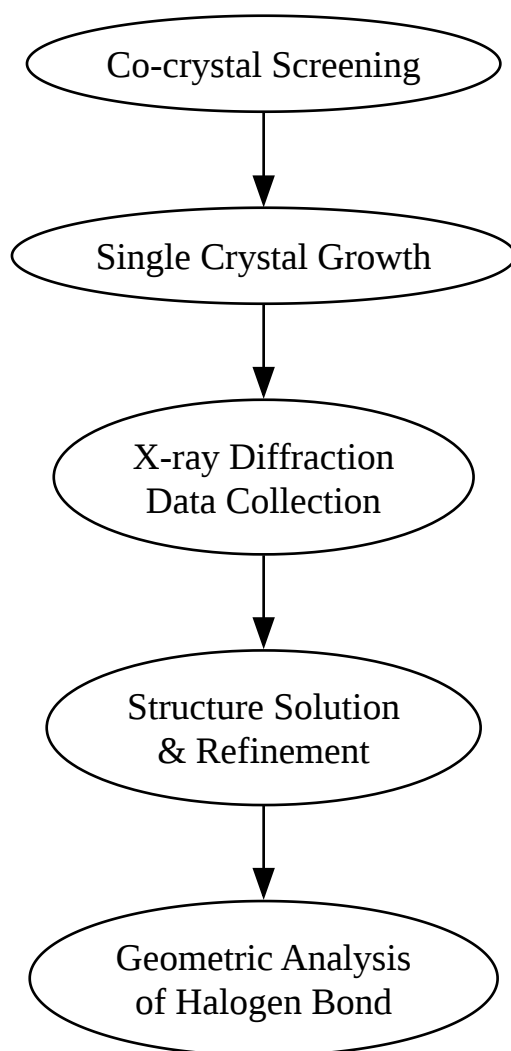 Co-crystal Screening
Single Crystal Growth
X-ray Diffraction
Data Collection
Structure Solution
& Refinement
Geometric Analysis
of Halogen Bond